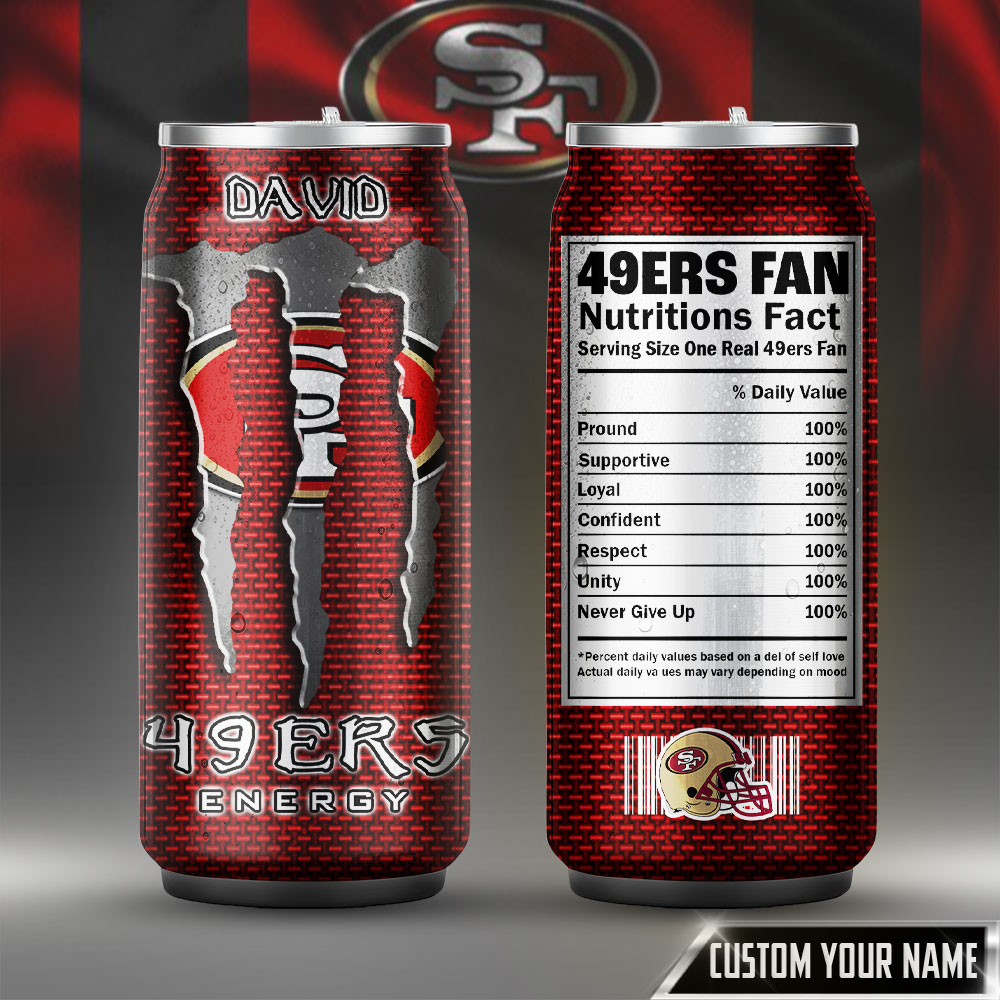 SF
DAVID
SF
49ERS
ENERGY
49ERS FAN
Nutritions Fact
Serving Size One Real 49ers Fan
% Daily Value
Pround 100%
Supportive 100%
Loyal 100%
Confident 100%
Respect 100%
Unity 100%
Never Give Up 100%
*Percent daily values based on a del of self love
Actual daily va ues may vary depending on mood
SF
CUSTOM YOUR NAME